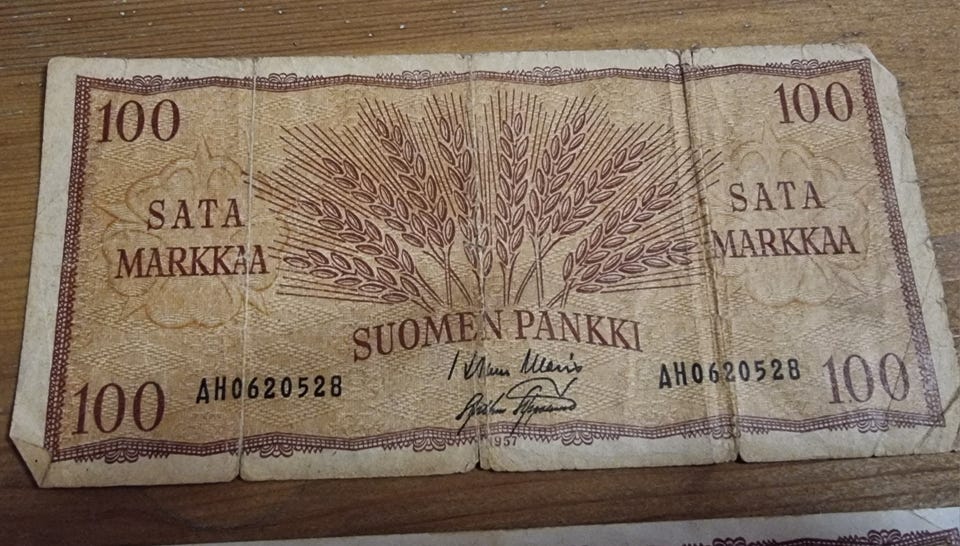 100
100
SATA
MARKKAA
SATA
MARKKAA
SUOMEN PANKKI
AH0620528
AH0620528
100
100
1957